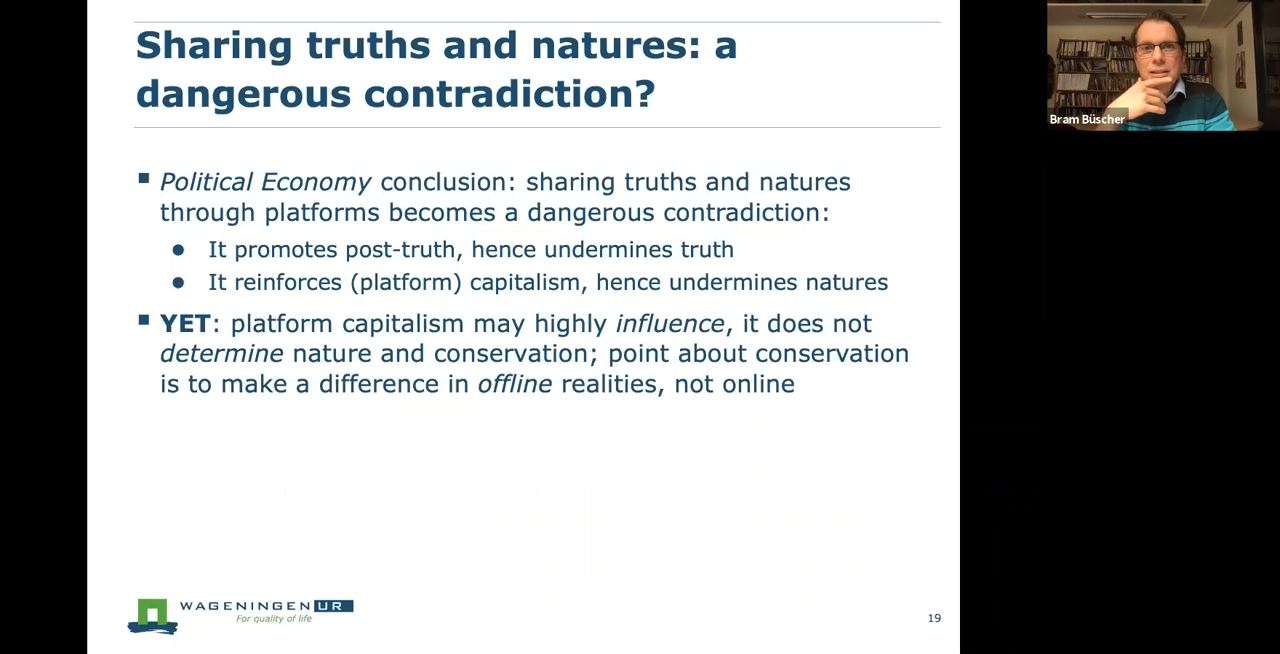 Sharing truths and natures: a
dangerous contradiction?
▪ Political Economy conclusion: sharing truths and natures
through platforms becomes a dangerous contradiction:
● It promotes post-truth, hence undermines truth
● It reinforces (platform) capitalism, hence undermines natures
▪ YET: platform capitalism may highly influence, it does not
determine nature and conservation; point about conservation
is to make a difference in offline realities, not online
WAGENINGEN UR
For quality of life
19
Bram Büscher